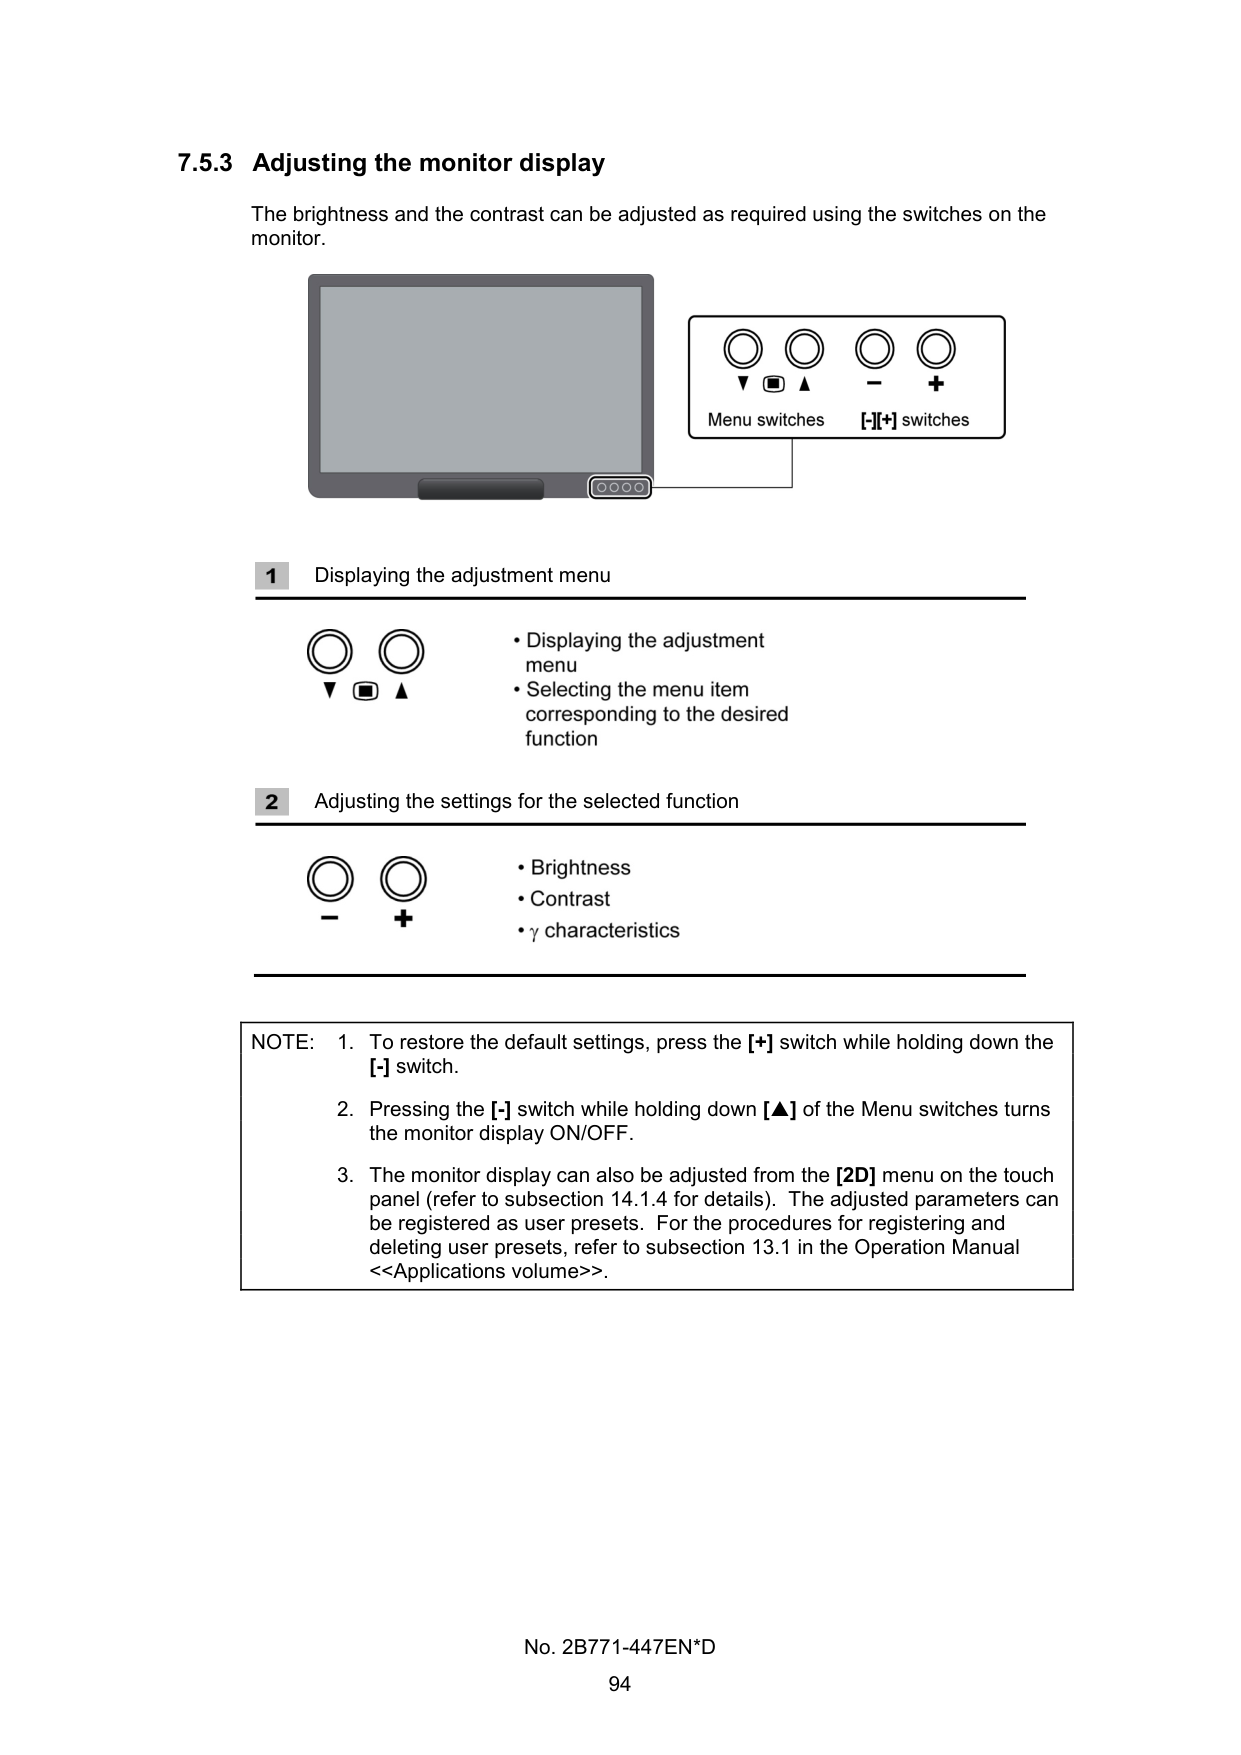 7.5.3 Adjusting the monitor display
The brightness and the contrast can be adjusted as required using the switches on the
monitor.
▼ ▲ − +
Menu switches [-][+] switches
1 Displaying the adjustment menu
▼ ▲
• Displaying the adjustment
menu
• Selecting the menu item
corresponding to the desired
function
2 Adjusting the settings for the selected function
− +
• Brightness
• Contrast
• γ characteristics
NOTE: 1. To restore the default settings, press the [+] switch while holding down the
[-] switch.
2. Pressing the [-] switch while holding down [▲] of the Menu switches turns
the monitor display ON/OFF.
3. The monitor display can also be adjusted from the [2D] menu on the touch
panel (refer to subsection 14.1.4 for details). The adjusted parameters can
be registered as user presets. For the procedures for registering and
deleting user presets, refer to subsection 13.1 in the Operation Manual
<<Applications volume>>.
No. 2B771-447EN*D
94